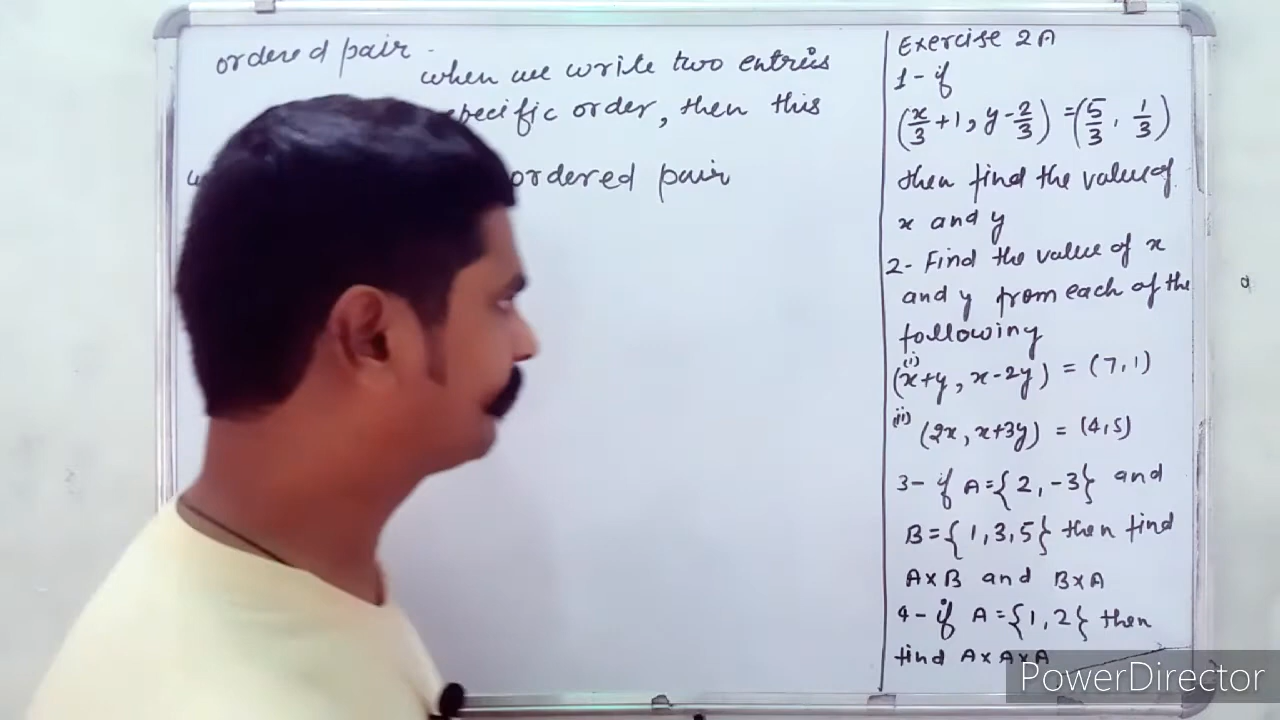 ordered pair -
when we write two entries
specific order, then this
ordered pair
Exercise 2A
1- if
(x/3 + 1, y - 2/3) = (5/3, 1/3)
then find the value of
x and y
2- Find the value of x
and y from each of the
following
(i) (x+y, x-2y) = (7,1)
(ii) (2x, x+3y) = (4,5)
3- if A={2,-3} and
B={1,3,5} then find
A×B and B×A
4- if A={1,2} then
find A×A×A
PowerDirector